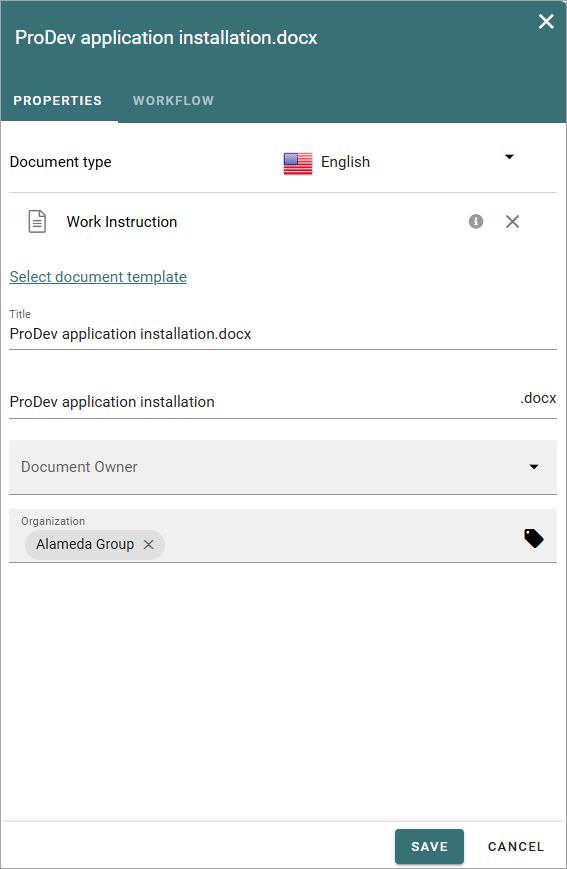 ProDev application installation.docx
PROPERTIES WORKFLOW
Document type English
Work Instruction
Select document template
Title
ProDev application installation.docx
ProDev application installation .docx
Document Owner
Organization
Alameda Group
SAVE CANCEL